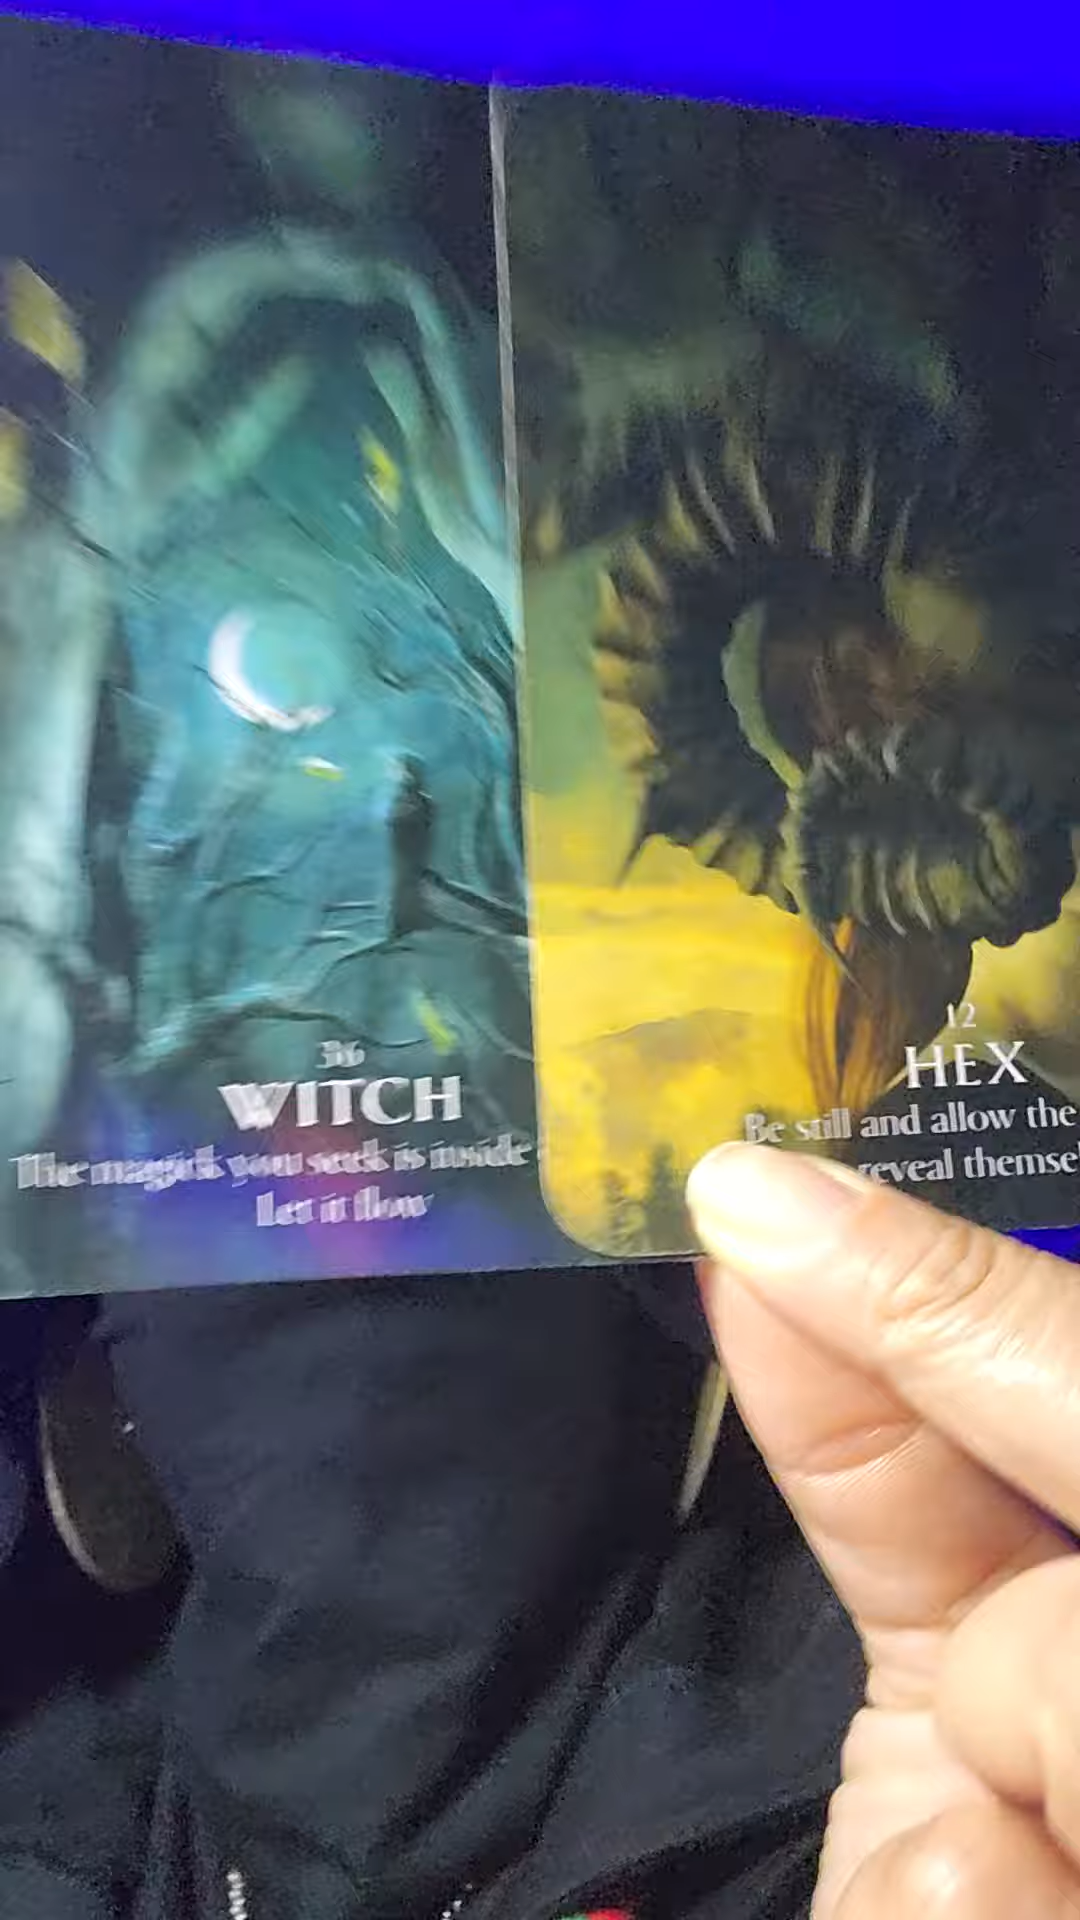 36
WITCH
The magick you seek is inside
Let it flow
12
HEX
Be still and allow the
reveal themsel